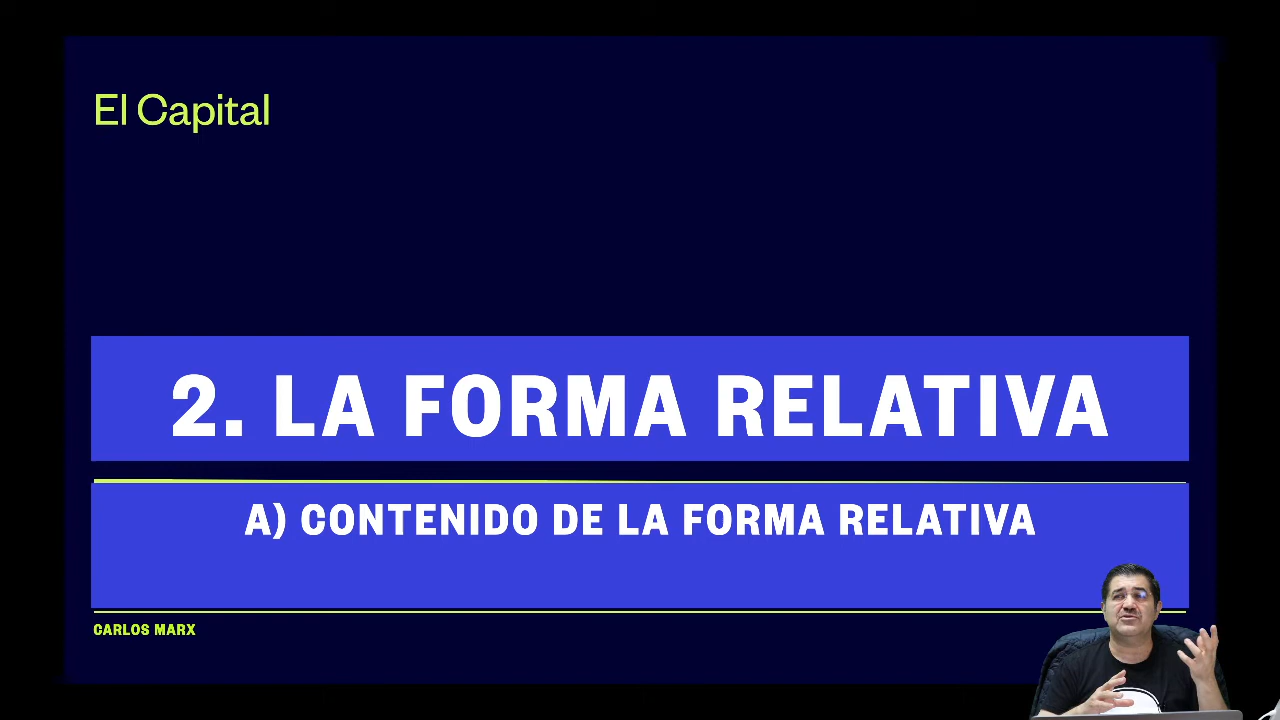 El Capital
2. LA FORMA RELATIVA
A) CONTENIDO DE LA FORMA RELATIVA
CARLOS MARX